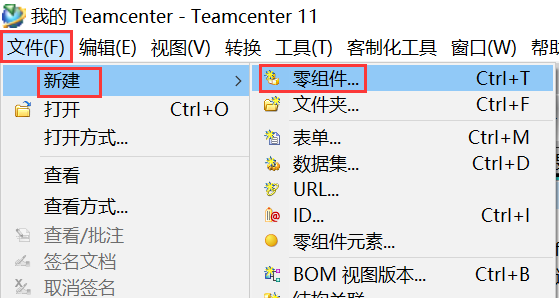 我的 Teamcenter - Teamcenter 11
文件(F) 编辑(E) 视图(V) 转换 工具(T) 客制化工具 窗口(W) 帮助
新建
打开 Ctrl+O
打开方式...
查看
查看方式...
查看/批注
签名文档
取消签名
零组件... Ctrl+T
文件夹... Ctrl+F
表单... Ctrl+M
数据集... Ctrl+D
URL...
ID... Ctrl+I
零组件元素...
BOM 视图版本... Ctrl+B